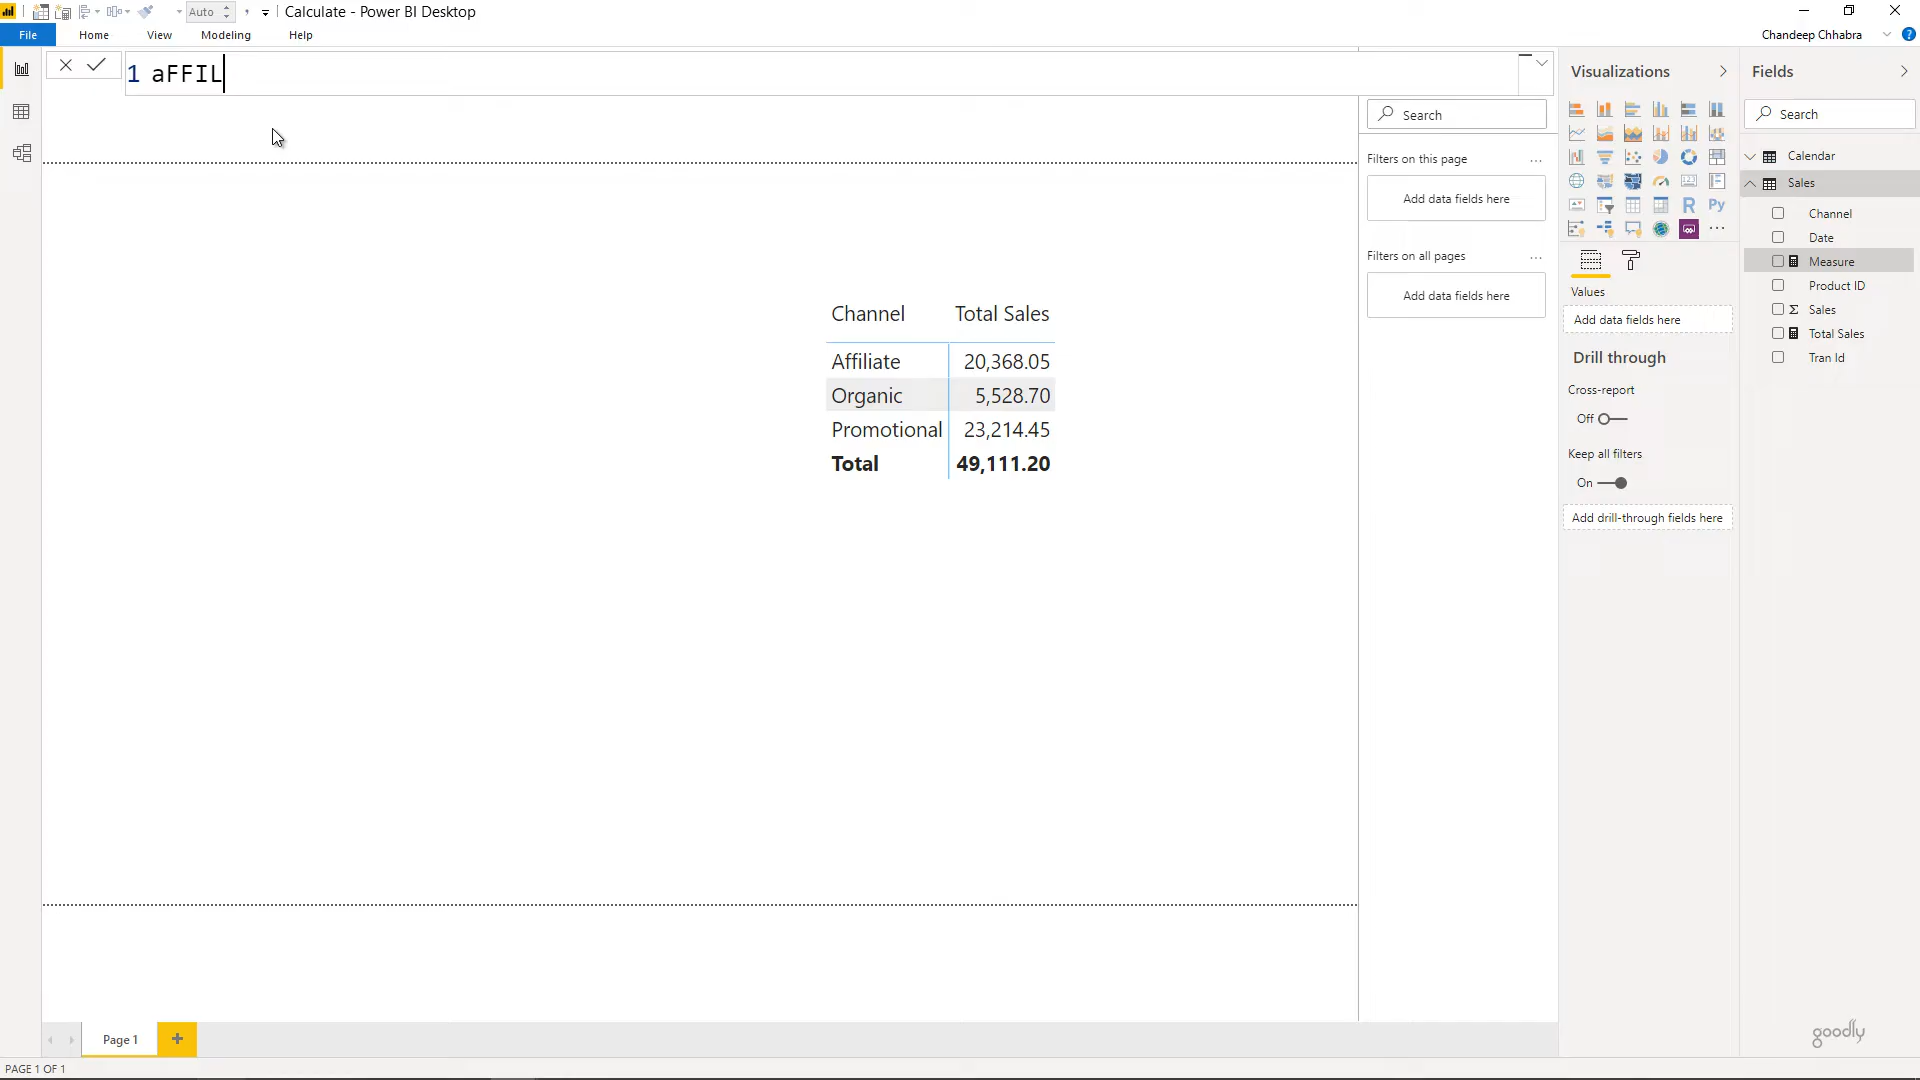 Auto
Calculate - Power BI Desktop
File Home View Modeling Help
Chandeep Chhabra
?
1 aFFIL
Search
Filters on this page
...
Add data fields here
Filters on all pages
...
Add data fields here
Channel Total Sales
Affiliate 20,368.05
Organic 5,528.70
Promotional 23,214.45
Total 49,111.20
Visualizations
123
R
Py
...
Values
Add data fields here
Drill through
Cross-report
Off
Keep all filters
On
Add drill-through fields here
Fields
Search
Calendar
Sales
Channel
Date
Measure
Product ID
Σ Sales
Total Sales
Tran Id
goodly
Page 1
+
PAGE 1 OF 1